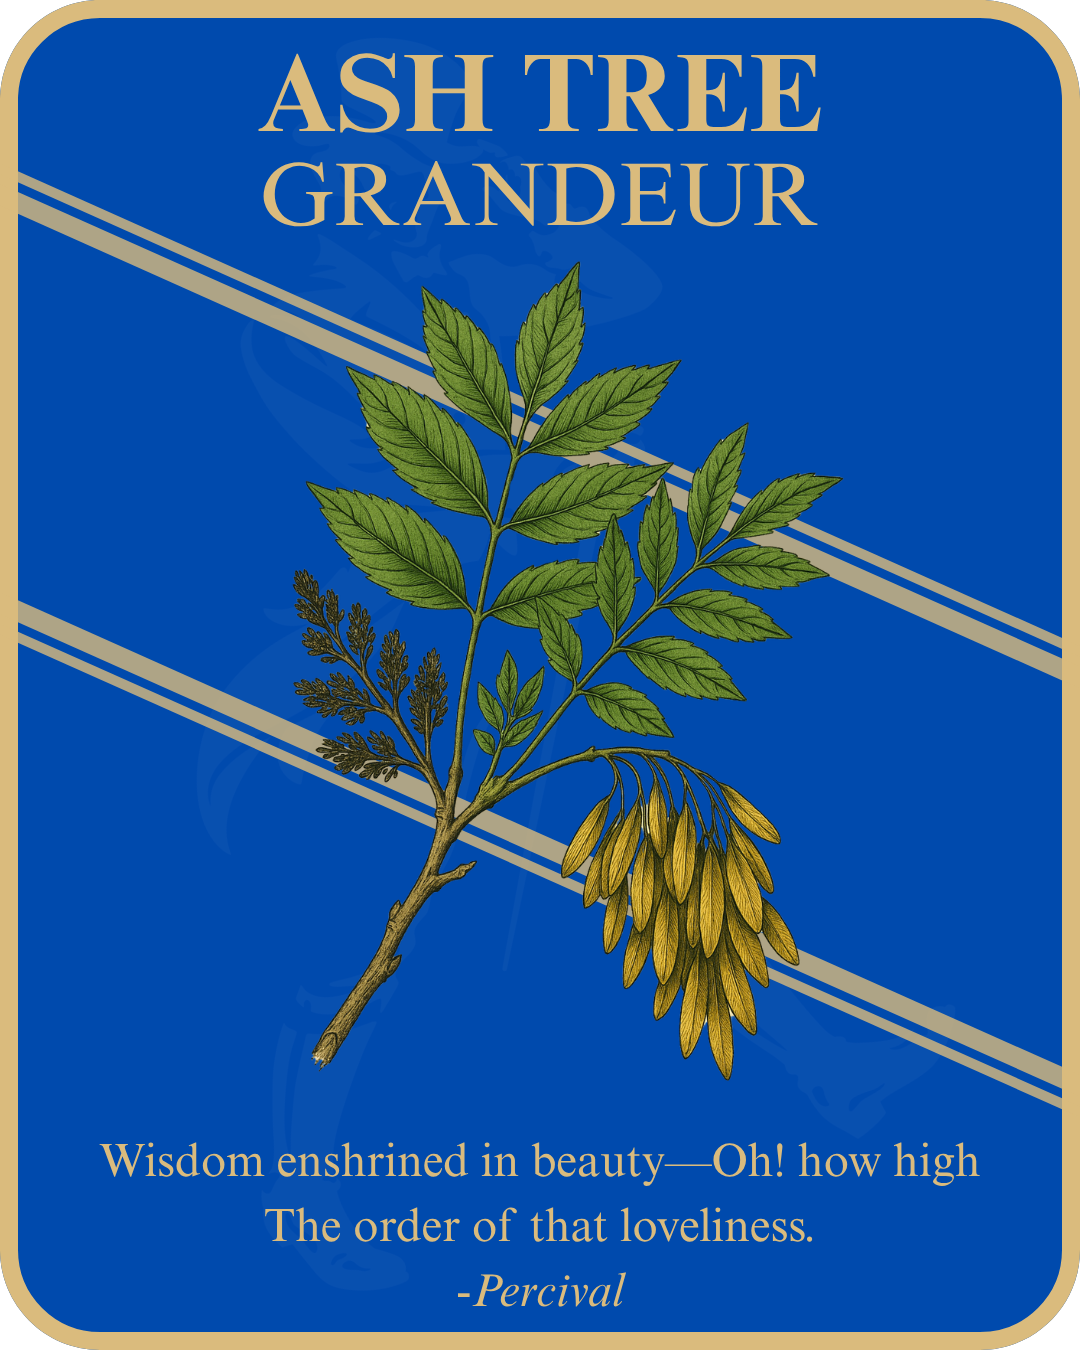 ASH TREE
GRANDEUR
Wisdom enshrined in beauty—Oh! how high
The order of that loveliness.
-Percival